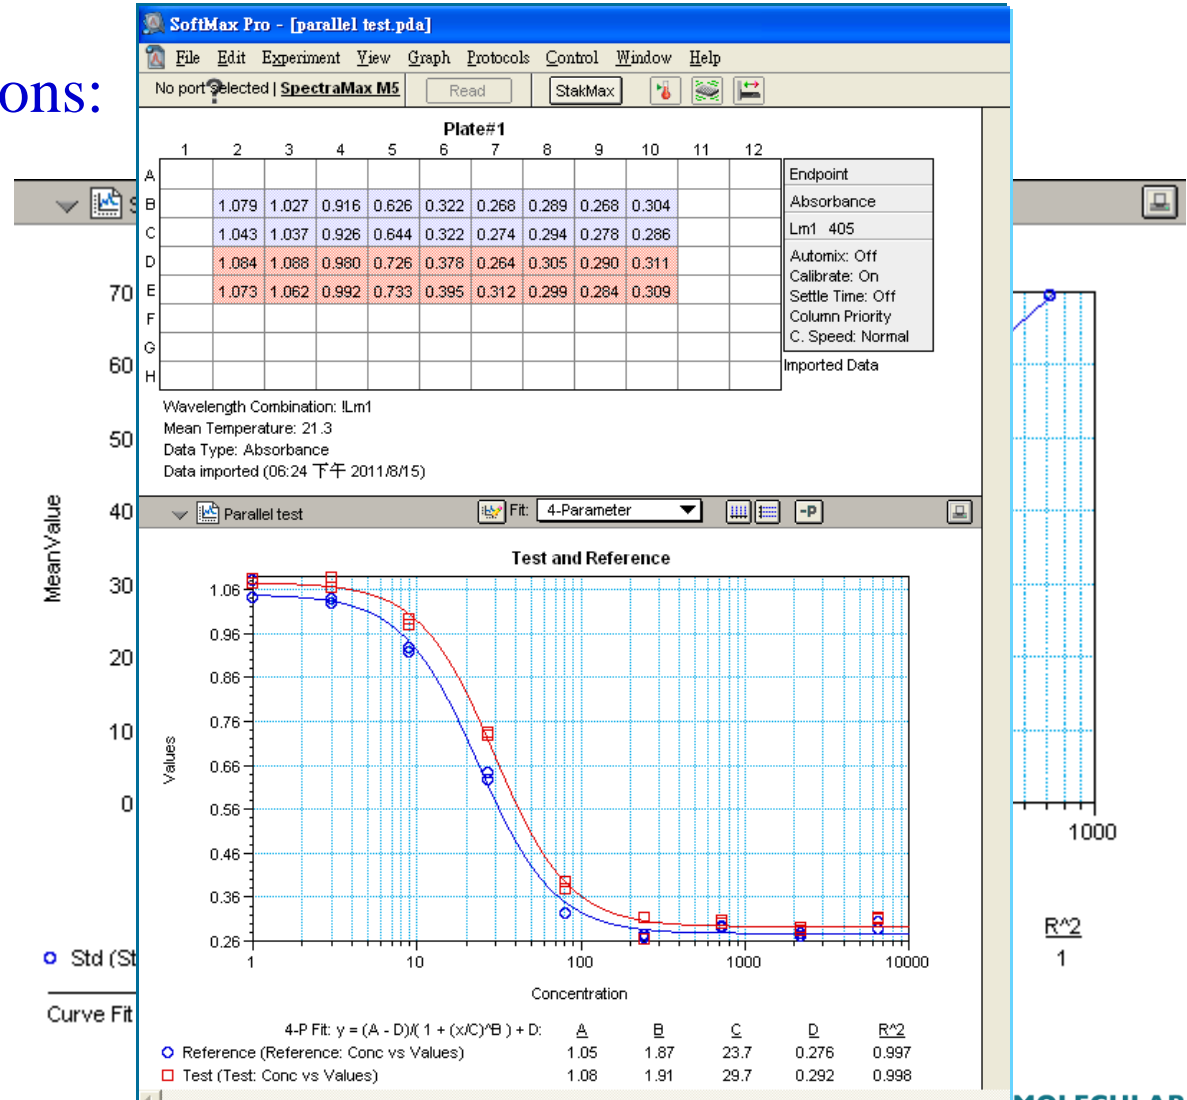 ons:
SoftMax Pro - [parallel test.pda]
File Edit Experiment View Graph Protocols Control Window Help
No port selected | SpectraMax M5 Read StakMax
Plate#1
1 2 3 4 5 6 7 8 9 10 11 12
A
B 1.079 1.027 0.916 0.626 0.322 0.268 0.289 0.268 0.304
C 1.043 1.037 0.926 0.644 0.322 0.274 0.294 0.278 0.286
D 1.084 1.088 0.980 0.726 0.378 0.264 0.305 0.290 0.311
E 1.073 1.062 0.992 0.733 0.395 0.312 0.299 0.284 0.309
F
G
H
Endpoint
Absorbance
Lm1 405
Automix: Off
Calibrate: On
Settle Time: Off
Column Priority
C. Speed: Normal
Imported Data
Wavelength Combination: !Lm1
Mean Temperature: 21.3
Data Type: Absorbance
Data imported (06:24 下午 2011/8/15)
Parallel test Fit: 4-Parameter -P
Test and Reference
Values
1.06
0.96
0.86
0.76
0.66
0.56
0.46
0.36
0.26
1 10 100 1000 10000
Concentration
4-P Fit: y = (A - D)/( 1 + (x/C)^B ) + D: A B C D R^2
Reference (Reference: Conc vs Values) 1.05 1.87 23.7 0.276 0.997
Test (Test: Conc vs Values) 1.08 1.91 29.7 0.292 0.998
MeanValue
70
60
50
40
30
20
10
0
1000
R^2
1
Std (St
Curve Fit
MOLECULAR